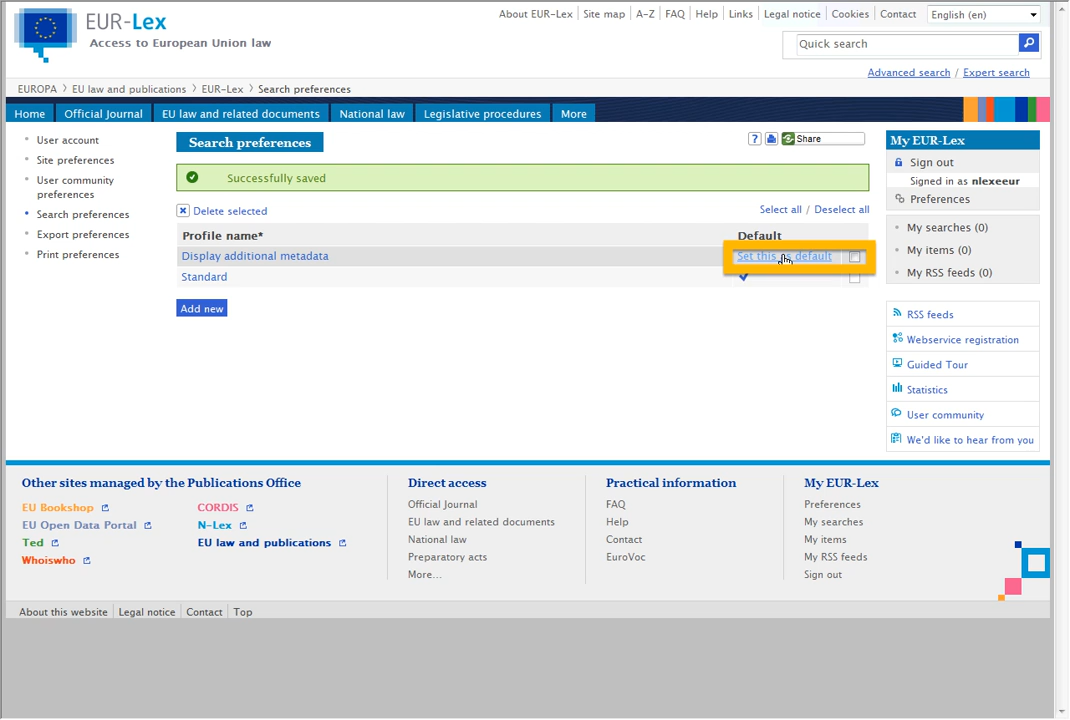 EUR-Lex
Access to European Union law
About EUR-Lex | Site map | A-Z | FAQ | Help | Links | Legal notice | Cookies | Contact
English (en)
Quick search
Advanced search / Expert search
EUROPA > EU law and publications > EUR-Lex > Search preferences
Home
Official Journal
EU law and related documents
National law
Legislative procedures
More
User account
Site preferences
User community
preferences
Search preferences
Export preferences
Print preferences
Search preferences
? Share
Successfully saved
Delete selected
Select all / Deselect all
Profile name* Default
Display additional metadata Set this as default
Standard
Add new
My EUR-Lex
Sign out
Signed in as nlexeeur
Preferences
My searches (0)
My items (0)
My RSS feeds (0)
RSS feeds
Webservice registration
Guided Tour
Statistics
User community
We'd like to hear from you
Other sites managed by the Publications Office
EU Bookshop
EU Open Data Portal
Ted
Whoiswho
CORDIS
N-Lex
EU law and publications
Direct access
Official Journal
EU law and related documents
National law
Preparatory acts
More...
Practical information
FAQ
Help
Contact
EuroVoc
My EUR-Lex
Preferences
My searches
My items
My RSS feeds
Sign out
About this website | Legal notice | Contact | Top